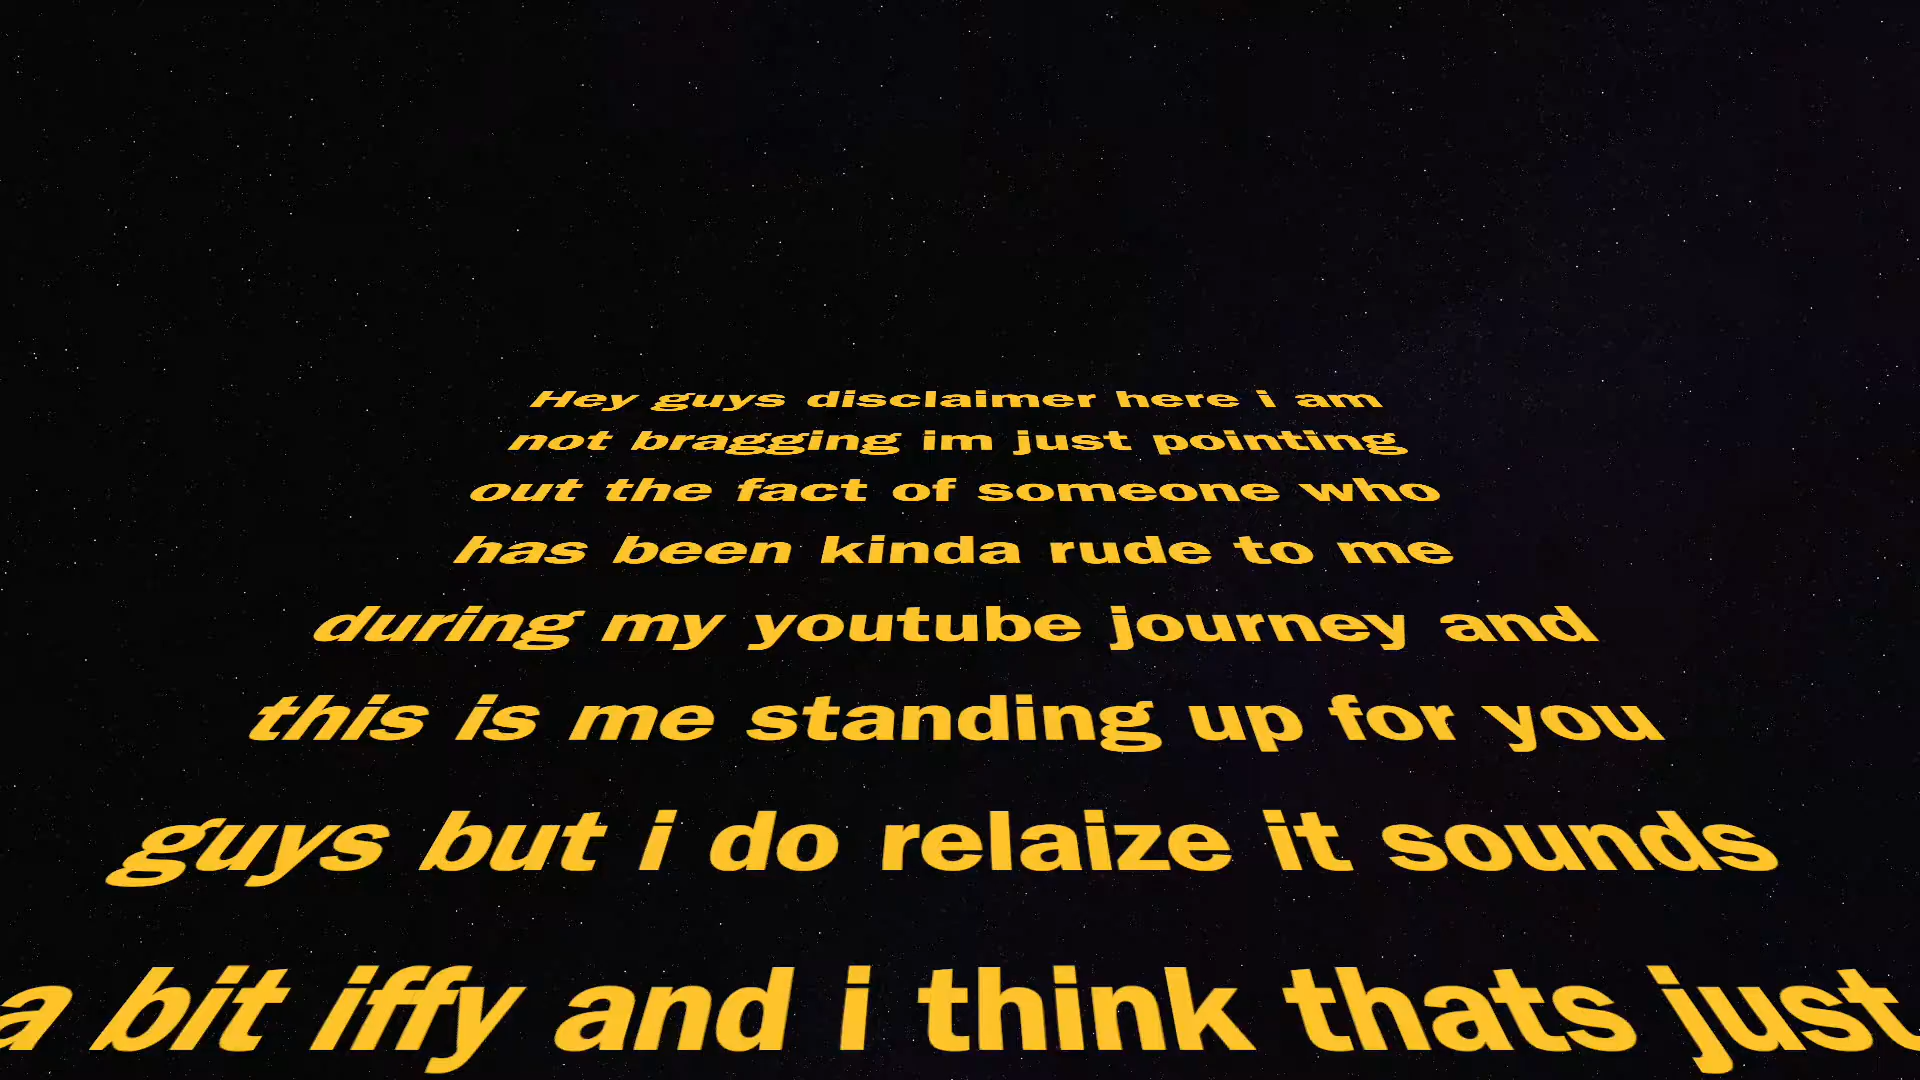 Hey guys disclaimer here i am
not bragging im just pointing
out the fact of someone who
has been kinda rude to me
during my youtube journey and
this is me standing up for you
guys but i do relaize it sounds
a bit iffy and i think thats just